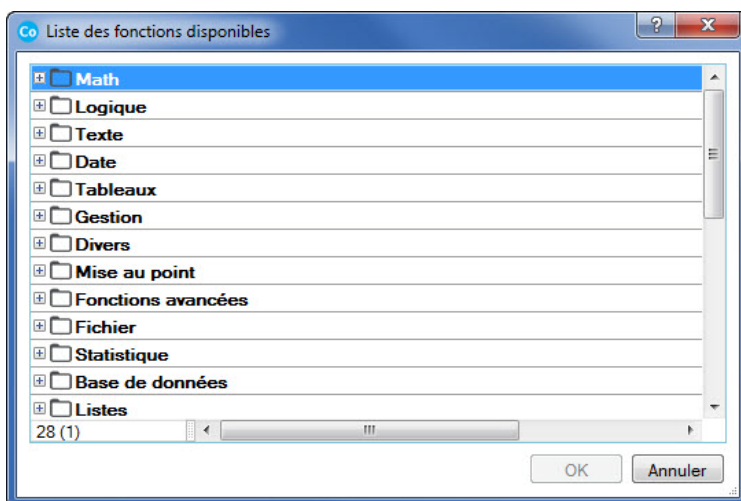 Co Liste des fonctions disponibles
Math
Logique
Texte
Date
Tableaux
Gestion
Divers
Mise au point
Fonctions avancées
Fichier
Statistique
Base de données
Listes
28 (1)
OK Annuler